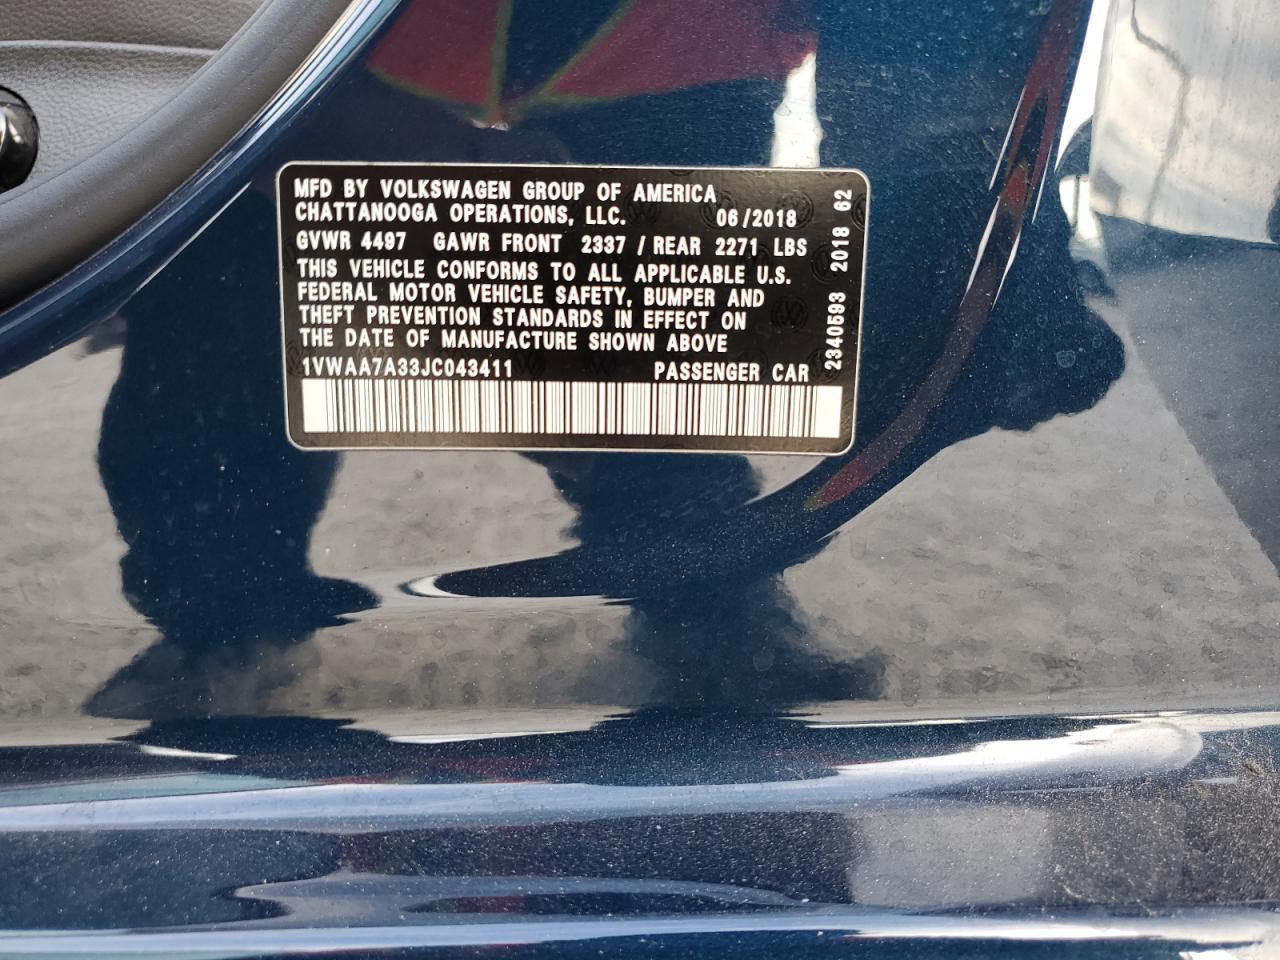 MFD BY VOLKSWAGEN GROUP OF AMERICA
CHATTANOOGA OPERATIONS, LLC. 06/2018
GVWR 4497 GAWR FRONT 2337 / REAR 2271 LBS
THIS VEHICLE CONFORMS TO ALL APPLICABLE U.S.
FEDERAL MOTOR VEHICLE SAFETY, BUMPER AND
THEFT PREVENTION STANDARDS IN EFFECT ON
THE DATE OF MANUFACTURE SHOWN ABOVE
1VWAA7A33JC043411 PASSENGER CAR
2340593 2018 62